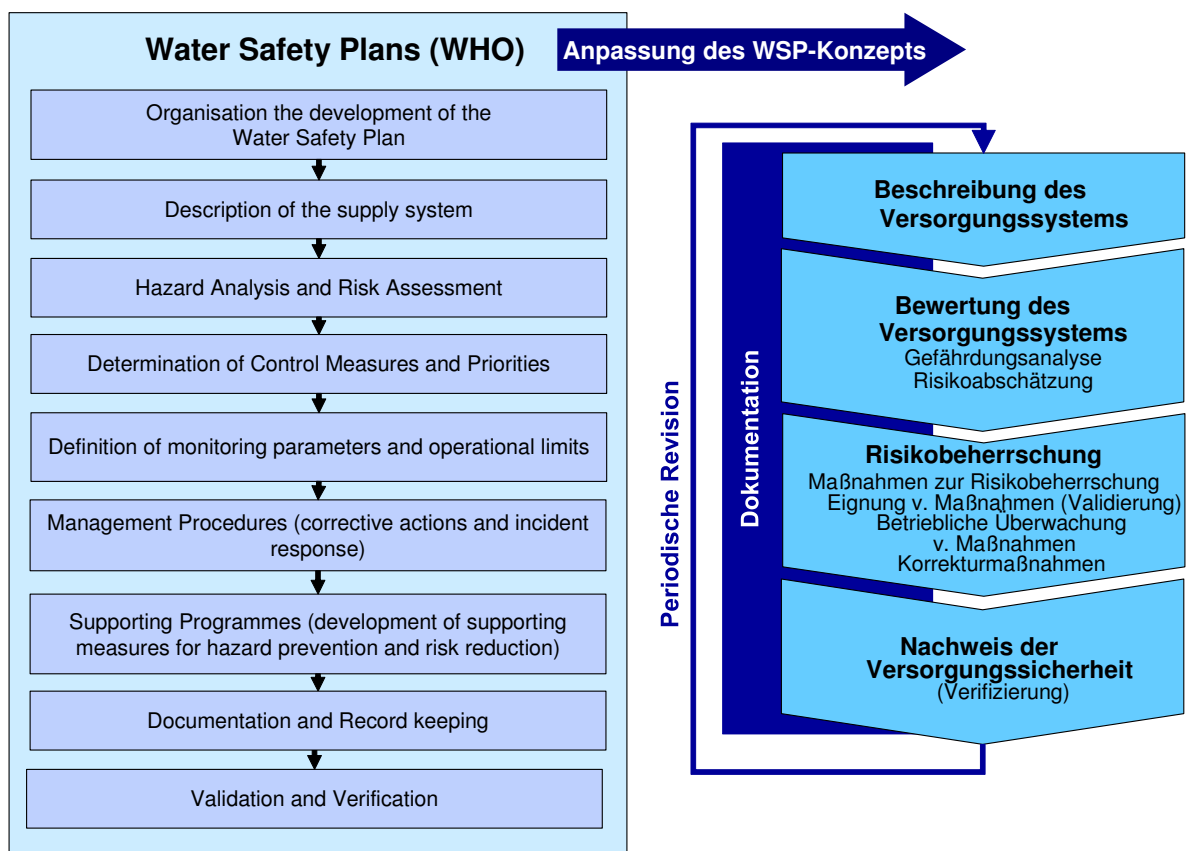 Water Safety Plans (WHO)
Organisation the development of the
Water Safety Plan
Description of the supply system
Hazard Analysis and Risk Assessment
Determination of Control Measures and Priorities
Definition of monitoring parameters and operational limits
Management Procedures (corrective actions and incident
response)
Supporting Programmes (development of supporting
measures for hazard prevention and risk reduction)
Documentation and Record keeping
Validation and Verification
Anpassung des WSP-Konzepts
Periodische Revision
Dokumentation
Beschreibung des
Versorgungssystems
Bewertung des
Versorgungssystems
Gefährdungsanalyse
Risikoabschätzung
Risikobeherrschung
Maßnahmen zur Risikobeherrschung
Eignung v. Maßnahmen (Validierung)
Betriebliche Überwachung
v. Maßnahmen
Korrekturmaßnahmen
Nachweis der
Versorgungssicherheit
(Verifizierung)